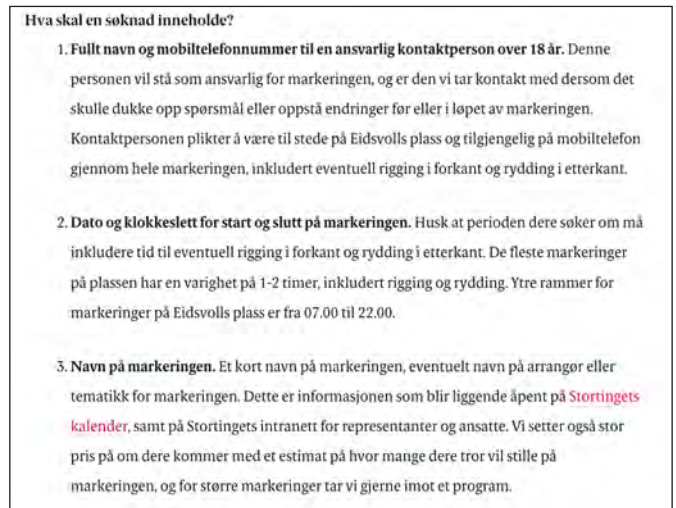 Hva skal en søknad inneholde?
1. Fullt navn og mobiltelefonnummer til en ansvarlig kontaktperson over 18 år. Denne
personen vil stå som ansvarlig for markeringen, og er den vi tar kontakt med dersom det
skulle dukke opp spørsmål eller oppstå endringer før eller i løpet av markeringen.
Kontaktpersonen plikter å være til stede på Eidsvolls plass og tilgjengelig på mobiltelefon
gjennom hele markeringen, inkludert eventuell rigging i forkant og rydding i etterkant.
2. Dato og klokkeslett for start og slutt på markeringen. Husk at perioden dere søker om må
inkludere tid til eventuell rigging i forkant og rydding i etterkant. De fleste markeringer
på plassen har en varighet på 1-2 timer, inkludert rigging og rydding. Ytre rammer for
markeringer på Eidsvolls plass er fra 07.00 til 22.00.
3. Navn på markeringen. Et kort navn på markeringen, eventuelt navn på arrangør eller
tematikk for markeringen. Dette er informasjonen som blir liggende åpent på Stortingets
kalender, samt på Stortingets intranett for representanter og ansatte. Vi setter også stor
pris på om dere kommer med et estimat på hvor mange dere tror vil stille på
markeringen, og for større markeringer tar vi gjerne imot et program.